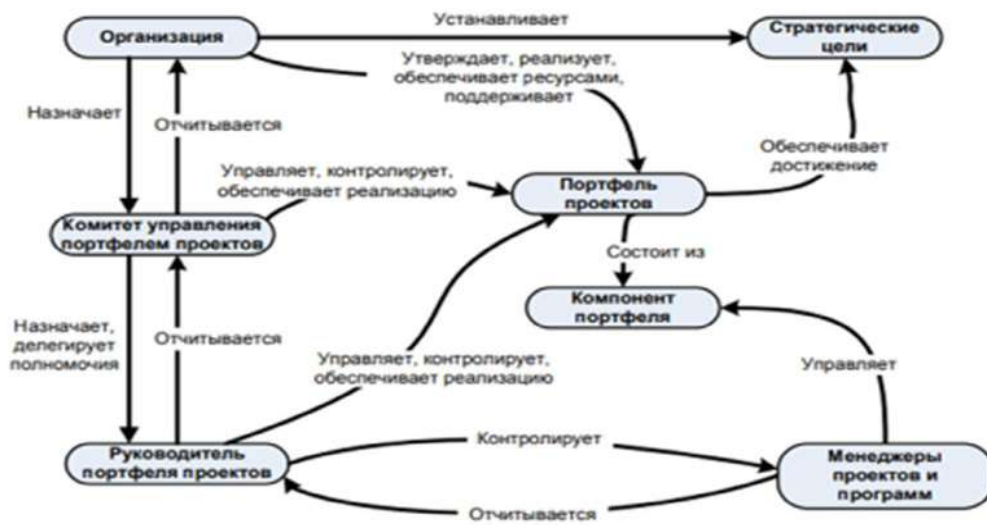 Устанавливает
Организация
Стратегические
цели
Утверждает, реализует,
обеспечивает ресурсами,
поддерживает
Назначает
Отчитывается
Обеспечивает
достижение
Управляет, контролирует,
обеспечивает реализацию
Портфель
проектов
Комитет управления
портфелем проектов
Состоит из
Компонент
портфеля
Назначает,
делегирует
полномочия
Отчитывается
Управляет, контролирует,
обеспечивает реализацию
Управляет
Руководитель
портфеля проектов
Контролирует
Менеджеры
проектов и
программ
Отчитывается